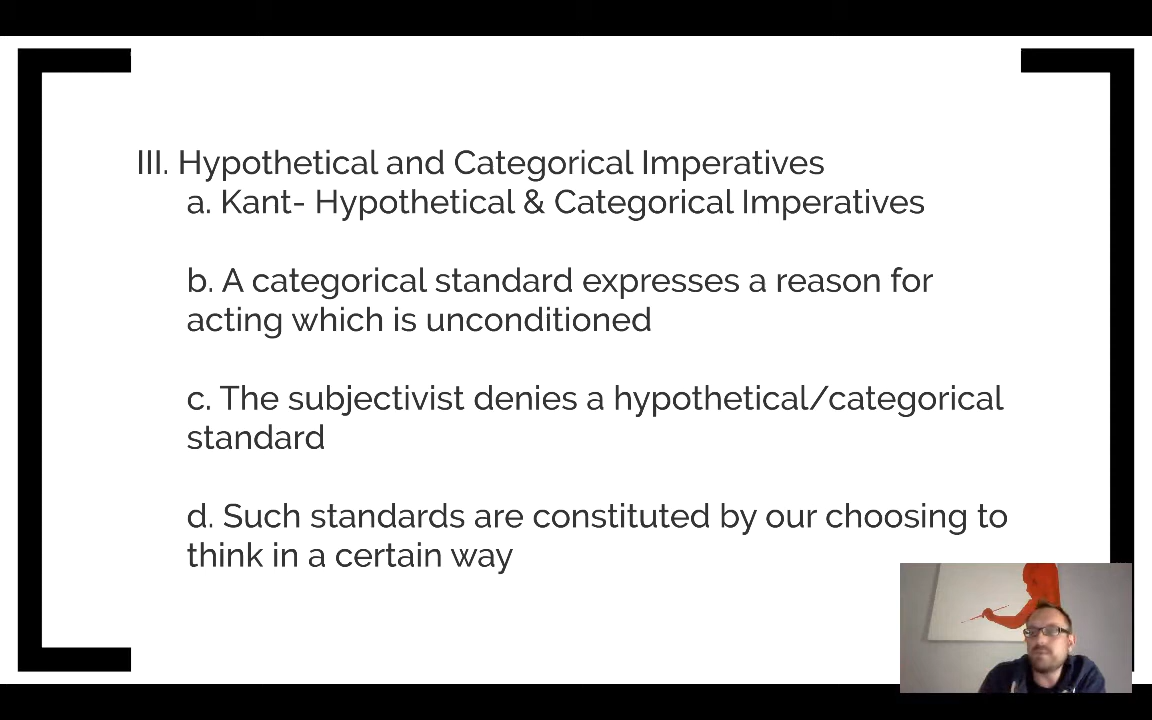 III. Hypothetical and Categorical Imperatives
a. Kant- Hypothetical & Categorical Imperatives
b. A categorical standard expresses a reason for
acting which is unconditioned
c. The subjectivist denies a hypothetical/categorical
standard
d. Such standards are constituted by our choosing to
think in a certain way